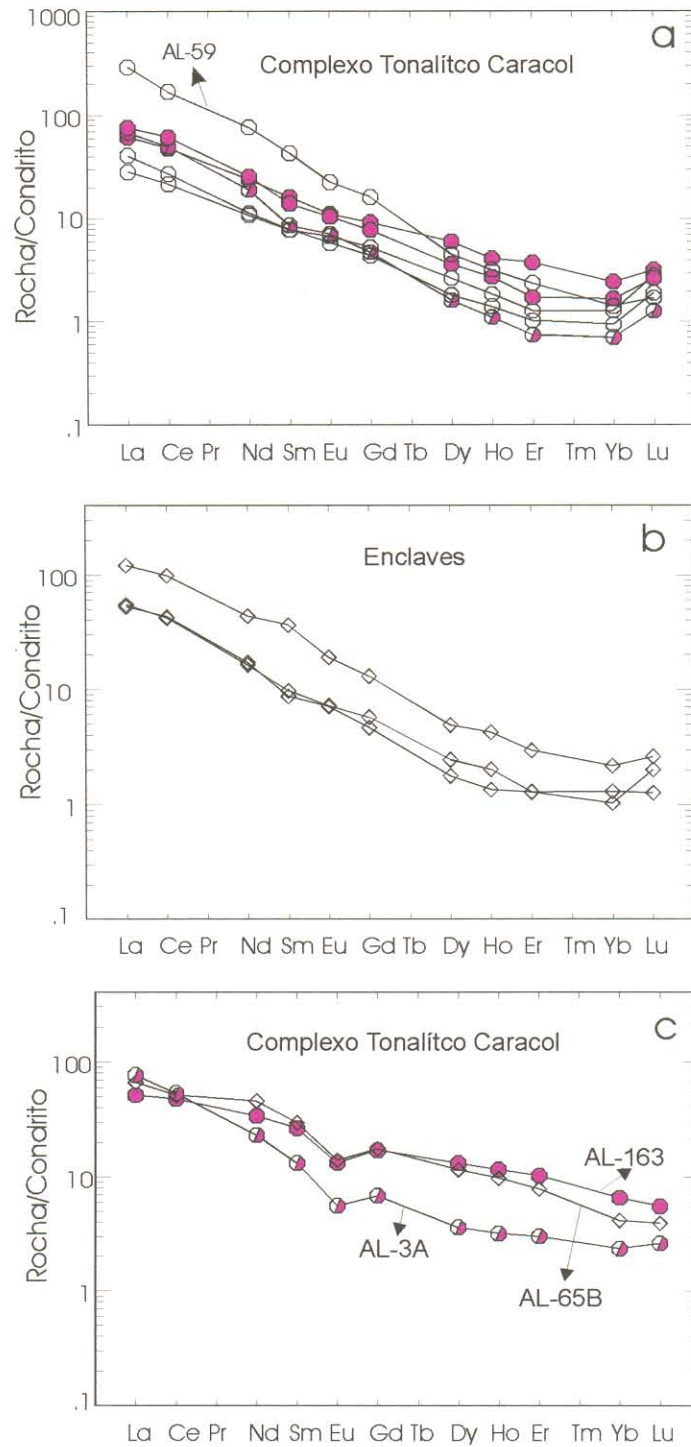 1000
a
AL-59
Complexo Tonalítco Caracol
100
10
1
.1
Rocha/Condrito
La Ce Pr Nd Sm Eu Gd Tb Dy Ho Er Tm Yb Lu
b
Enclaves
100
10
1
.1
Rocha/Condrito
La Ce Pr Nd Sm Eu Gd Tb Dy Ho Er Tm Yb Lu
c
Complexo Tonalítco Caracol
100
10
1
.1
Rocha/Condrito
AL-163
AL-3A
AL-65B
La Ce Pr Nd Sm Eu Gd Tb Dy Ho Er Tm Yb Lu